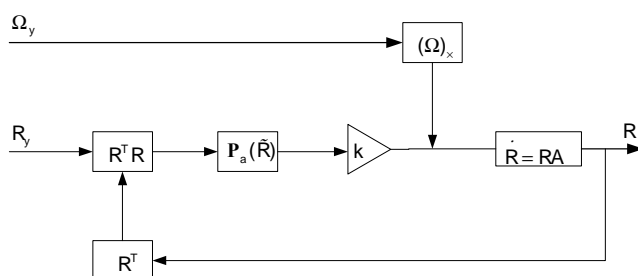 Ω_y
(Ω)_×
R_y
R^T R
P_a(R̃)
k
Ṙ = RA
R
R^T